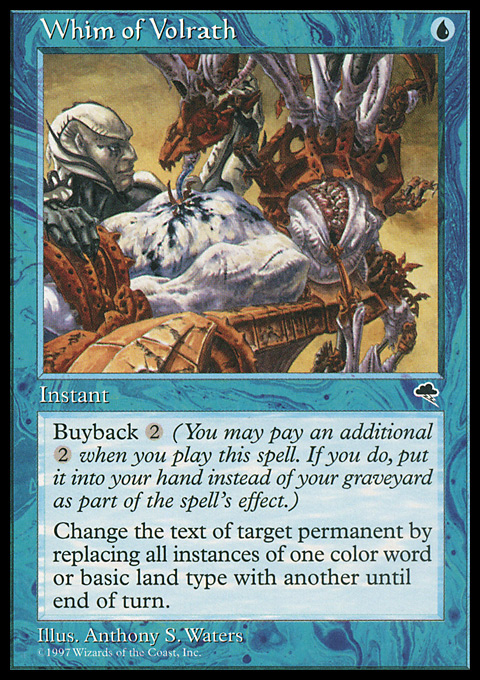 Whim of Volrath
Instant
Buyback 2 (You may pay an additional
2 when you play this spell. If you do, put
it into your hand instead of your graveyard
as part of the spell's effect.)
Change the text of target permanent by
replacing all instances of one color word
or basic land type with another until
end of turn.
Illus. Anthony S. Waters
©1997 Wizards of the Coast, Inc.